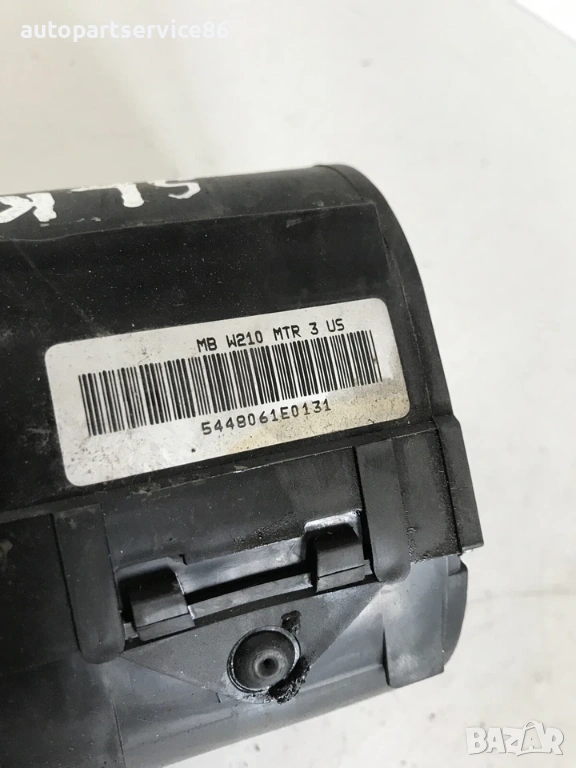 autopartservice86
SLK
MB W210 MTR 3 US
5448061E0131
BAZAR